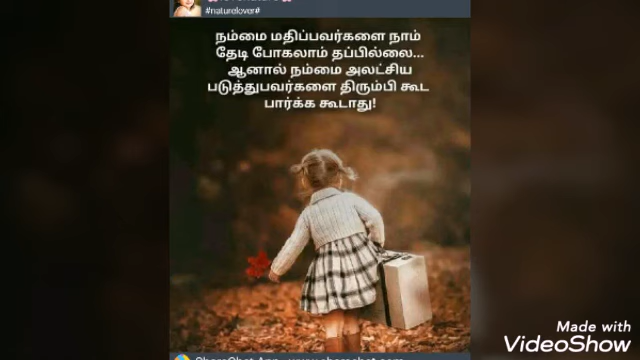 #naturelover#
நம்மை மதிப்பவர்களை நாம்
தேடி போகலாம் தப்பில்லை...
ஆனால் நம்மை அலட்சிய
படுத்துபவர்களை திரும்பி கூட
பார்க்க கூடாது!
Made with
VideoShow